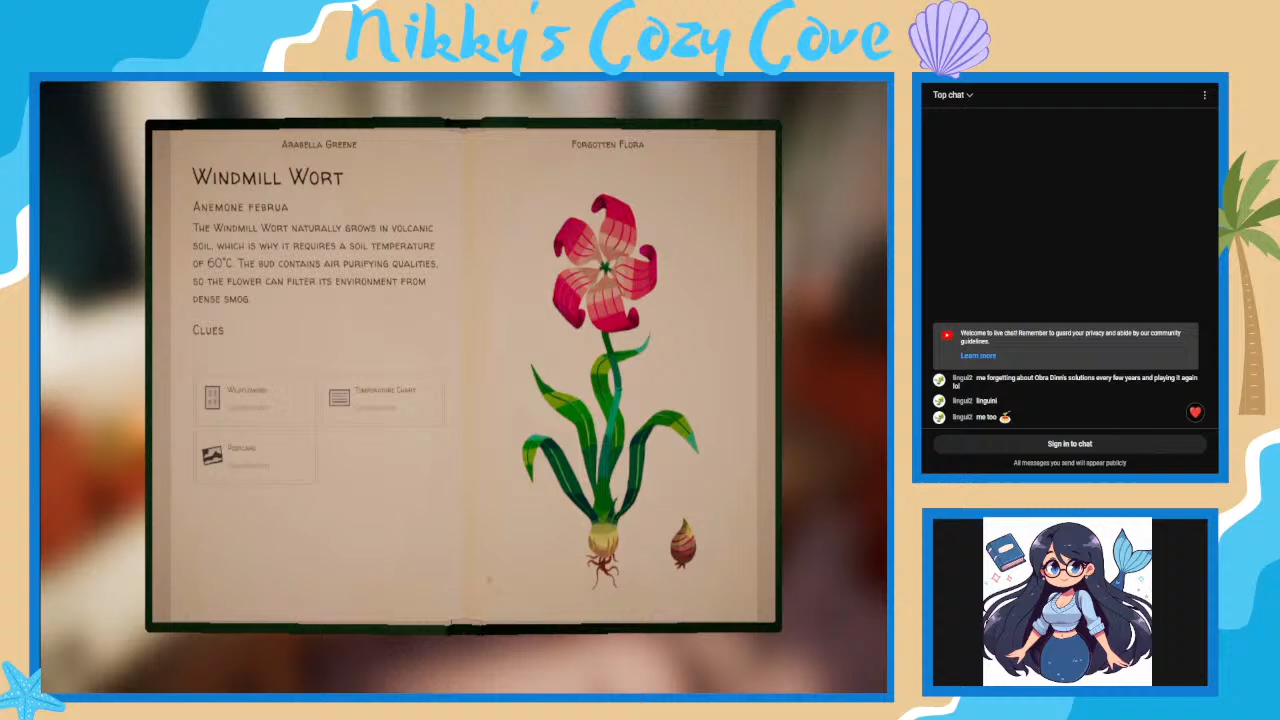 Nikky's Cozy Cove
Arabella Greene
Forgotten Flora
Windmill Wort
Anemone februa
The Windmill Wort naturally grows in volcanic
soil, which is why it requires a soil temperature
of 60°C. The bud contains air purifying qualities,
so the flower can filter its environment from
dense smog.
Clues
Wildflowers
Temperature Chart
Postcard
Top chat
Welcome to live chat! Remember to guard your privacy and abide by our community
guidelines.
Learn more
lingui2 me forgetting about Obra Dinn's solutions every few years and playing it again
lol
lingui2 linguini
lingui2 me too
Sign in to chat
All messages you send will appear publicly